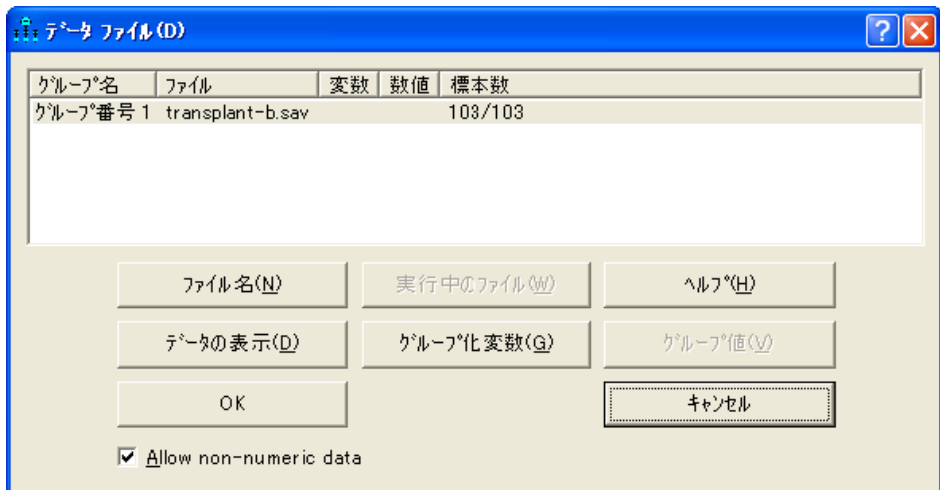 ﾃﾞｰﾀ ﾌｧｲﾙ(D)
ｸﾞﾙｰﾌﾟ名 ﾌｧｲﾙ 変数 数値 標本数
ｸﾞﾙｰﾌﾟ番号 1 transplant-b.sav 103/103
ﾌｧｲﾙ名(N) 実行中のﾌｧｲﾙ(W) ﾍﾙﾌﾟ(H)
ﾃﾞｰﾀの表示(D) ｸﾞﾙｰﾌﾟ化変数(G) ｸﾞﾙｰﾌﾟ値(V)
OK ｷｬﾝｾﾙ
Allow non-numeric data